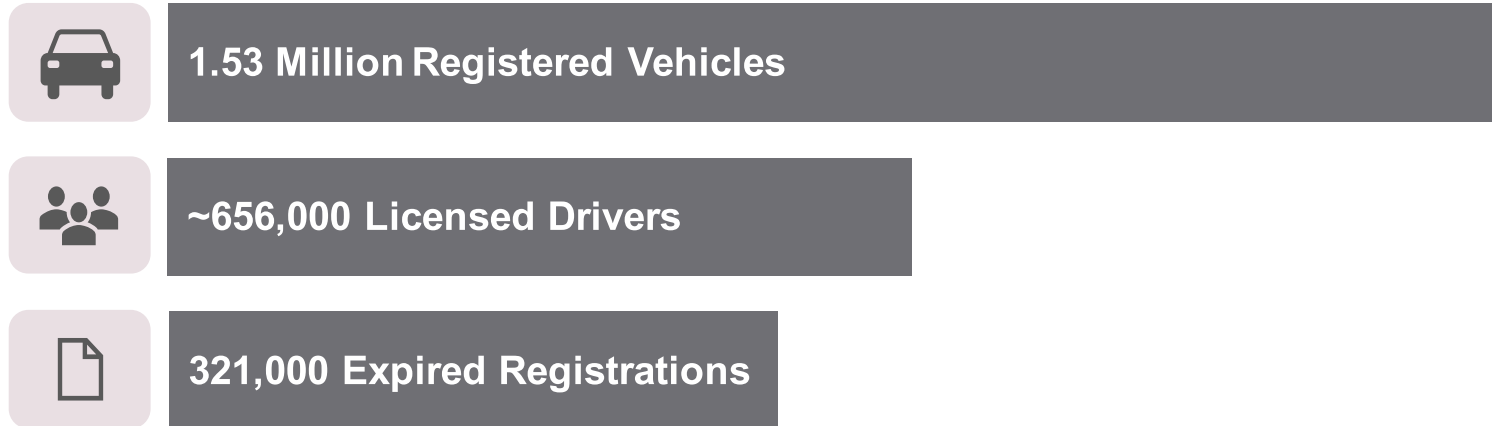 1.53 Million Registered Vehicles
~656,000 Licensed Drivers
321,000 Expired Registrations